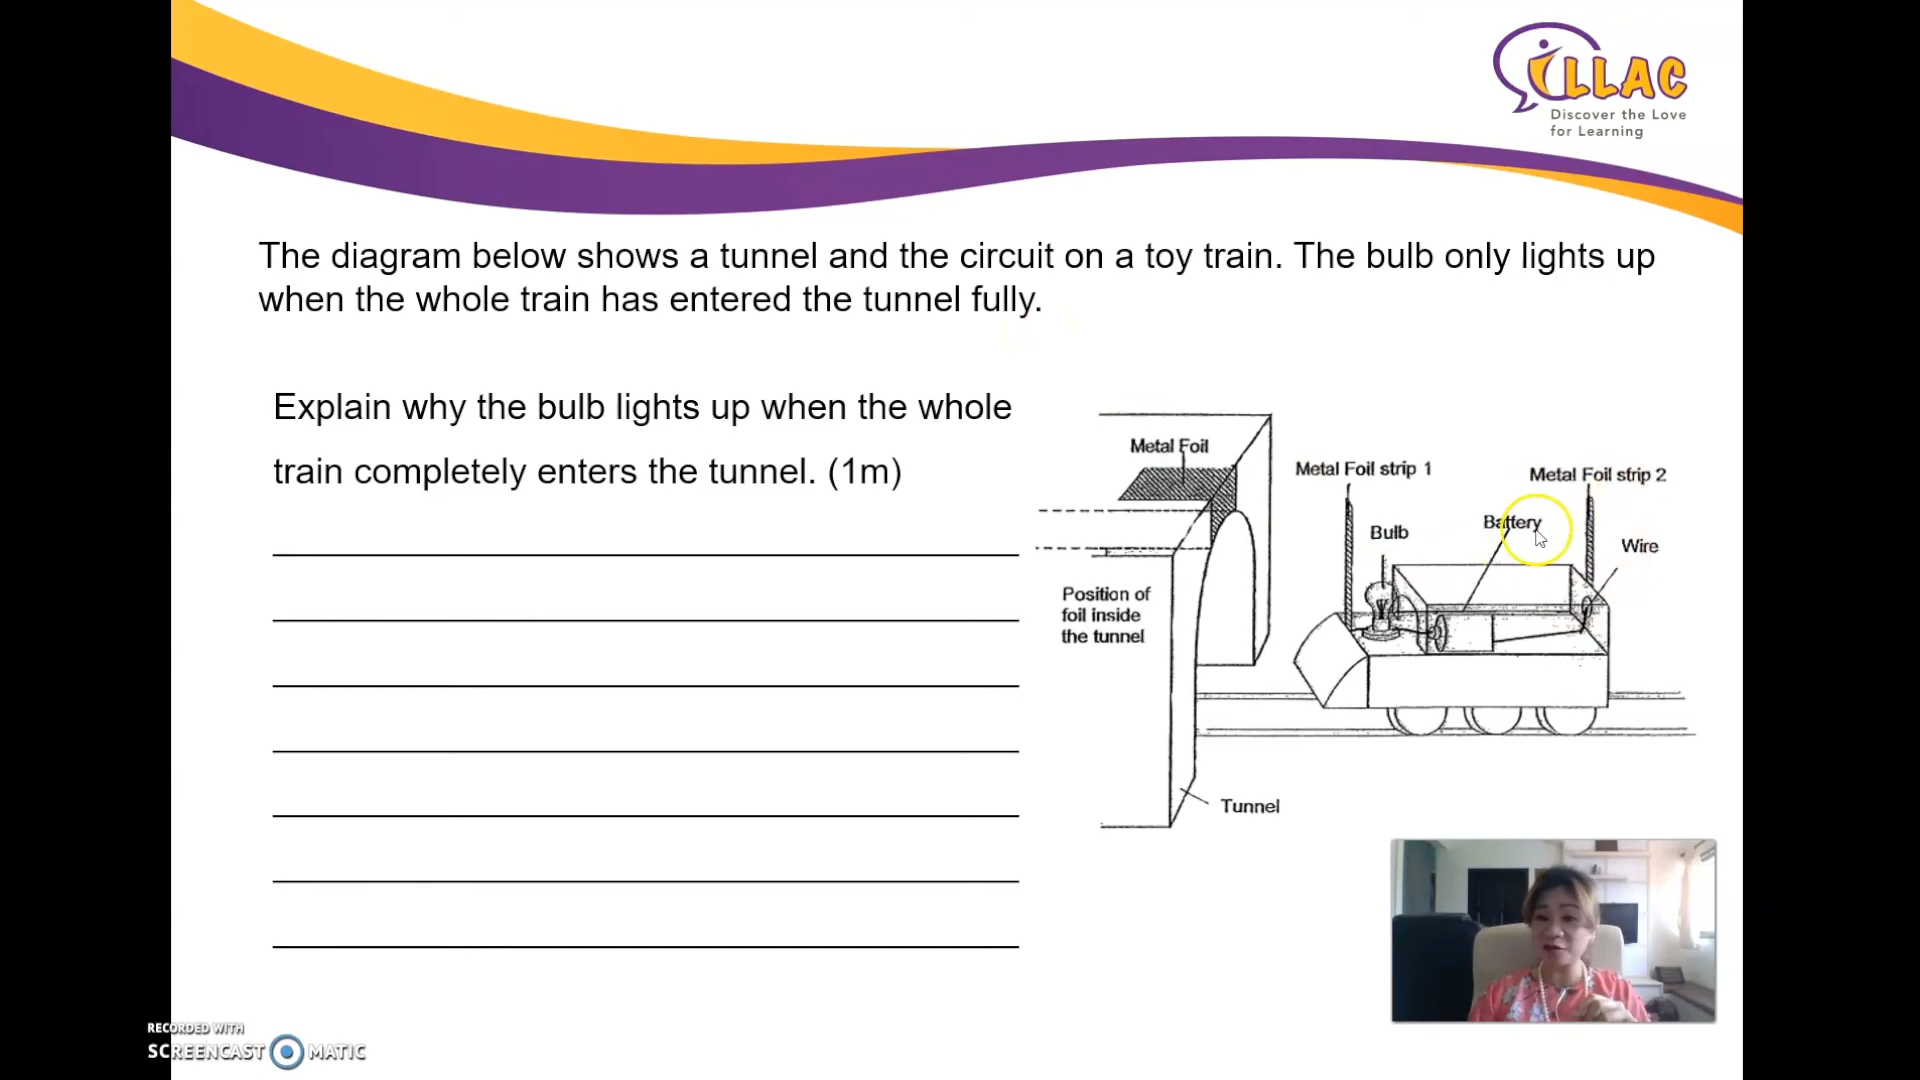 iLLAC
Discover the Love
for Learning
The diagram below shows a tunnel and the circuit on a toy train. The bulb only lights up
when the whole train has entered the tunnel fully.
Explain why the bulb lights up when the whole
train completely enters the tunnel. (1m)
Metal Foil
Metal Foil strip 1
Metal Foil strip 2
Bulb
Battery
Wire
Position of
foil inside
the tunnel
Tunnel
RECORDED WITH
SCREENCAST MATIC